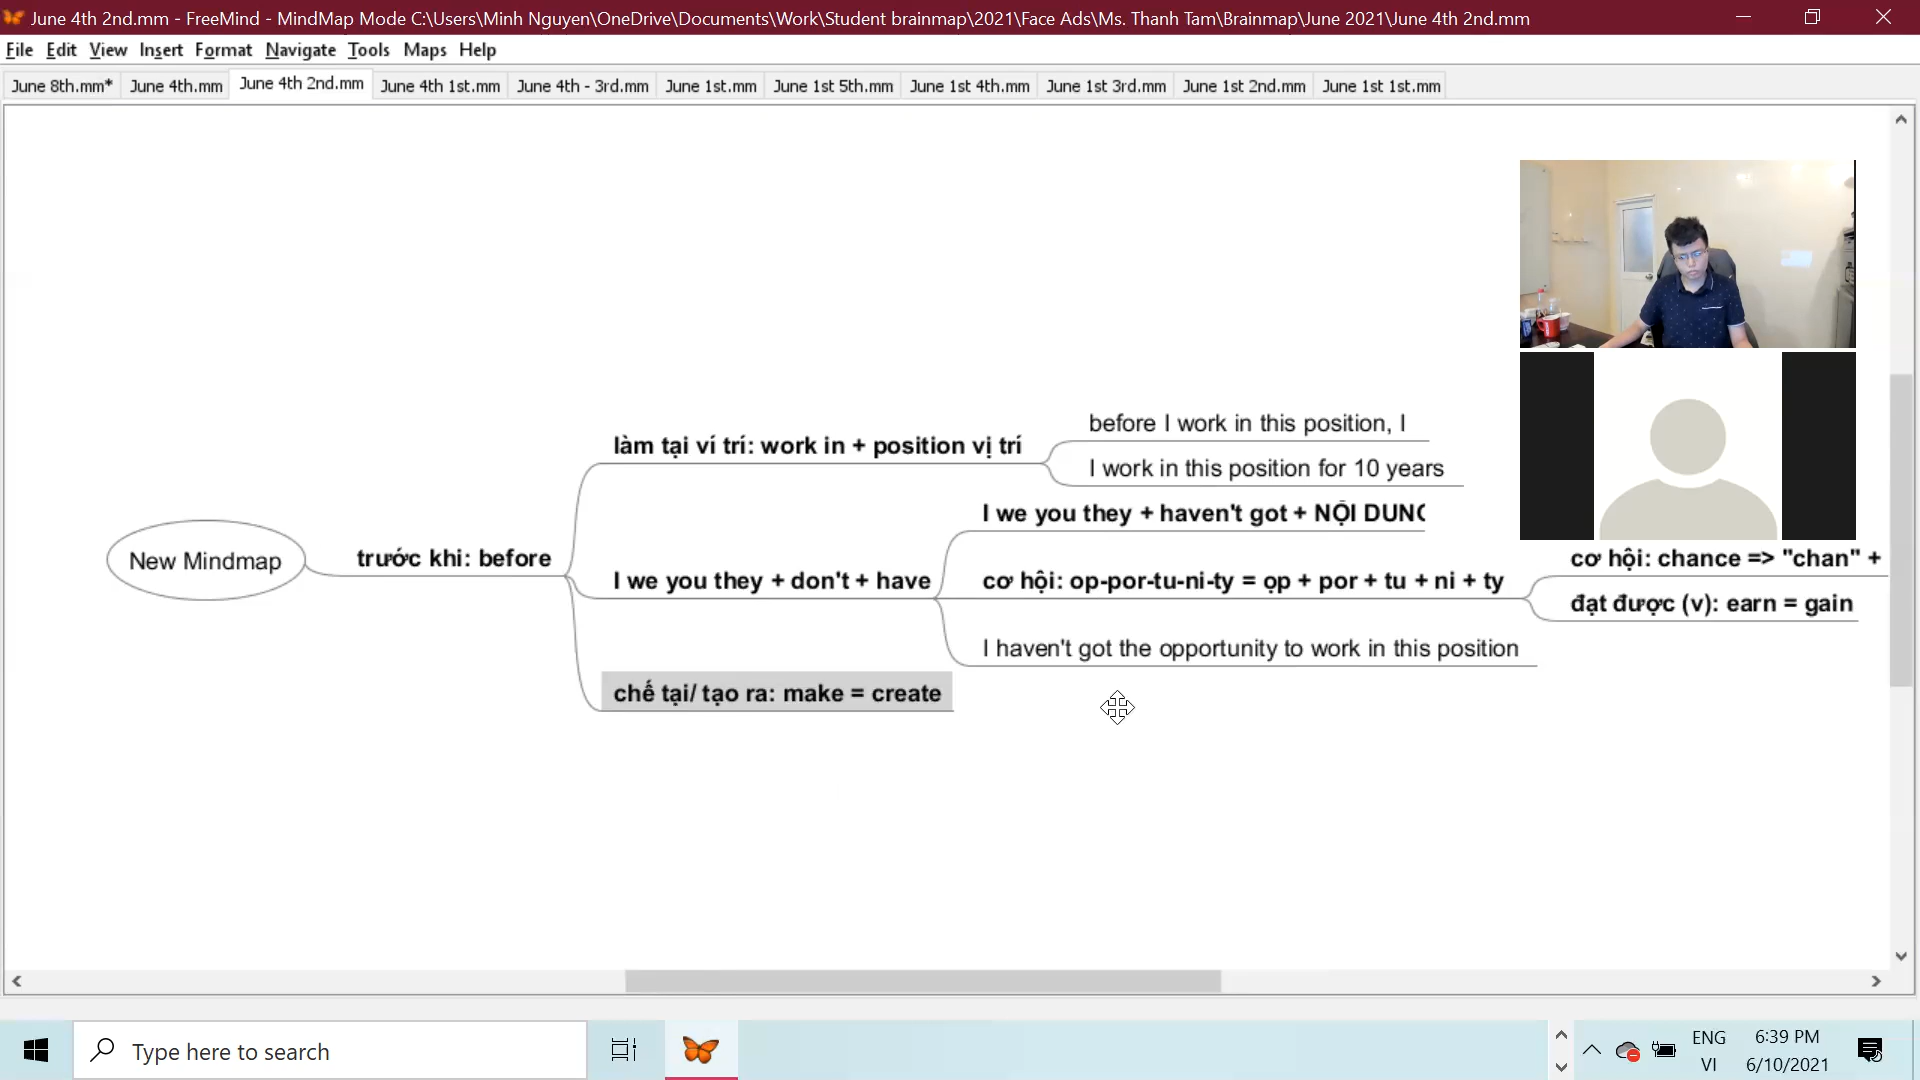 June 4th 2nd.mm - FreeMind - MindMap Mode C:\Users\Minh Nguyen\OneDrive\Documents\Work\Student brainmap\2021\Face Ads\Ms. Thanh Tam\Brainmap\June 2021\June 4th 2nd.mm
File Edit View Insert Format Navigate Tools Maps Help
June 8th.mm* June 4th.mm June 4th 2nd.mm June 4th 1st.mm June 4th - 3rd.mm June 1st.mm June 1st 5th.mm June 1st 4th.mm June 1st 3rd.mm June 1st 2nd.mm June 1st 1st.mm
New Mindmap
trước khi: before
làm tại ví trí: work in + position vị trí
before I work in this position, I
I work in this position for 10 years
I we you they + don't + have
I we you they + haven't got + NỘI DUNG
cơ hội: op-por-tu-ni-ty = ọp + por + tu + ni + ty
cơ hội: chance => "chan" +
đạt được (v): earn = gain
I haven't got the opportunity to work in this position
chế tại/ tạo ra: make = create
Type here to search
ENG
VI
6:39 PM
6/10/2021